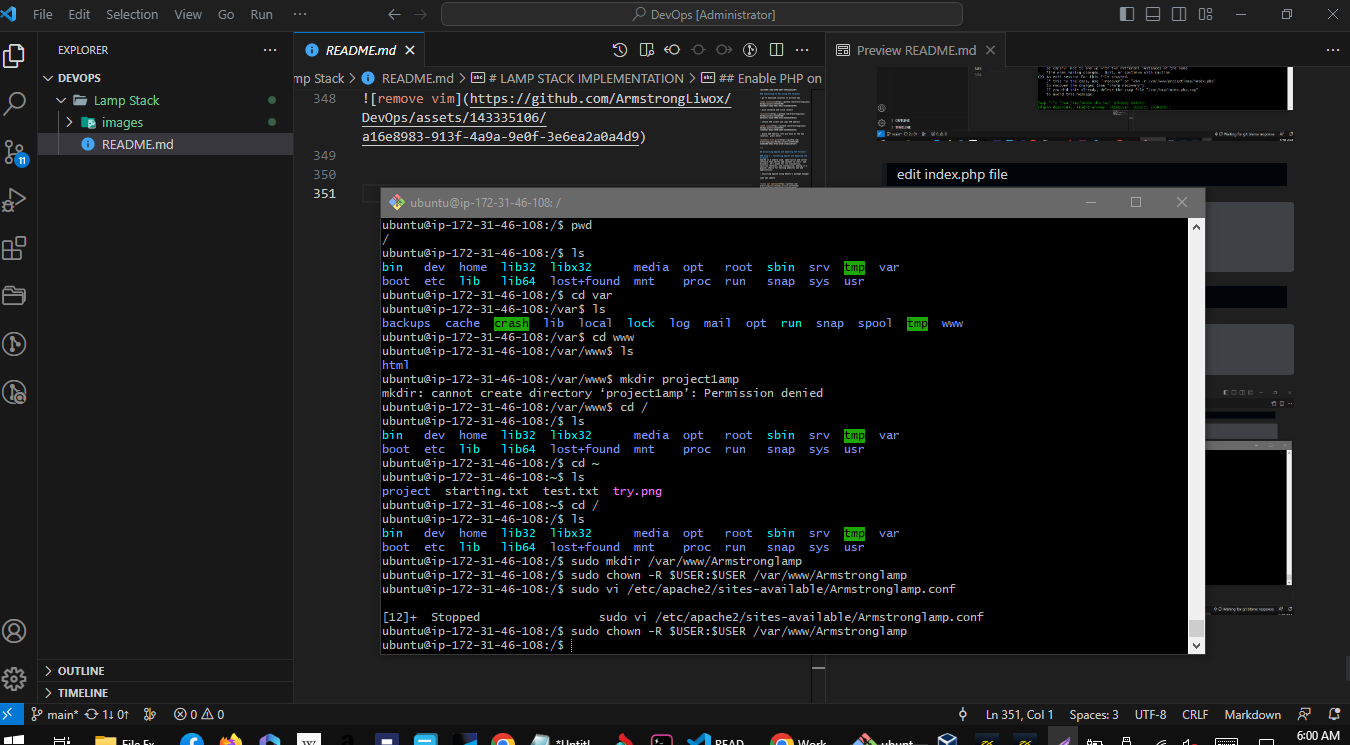 File Edit Selection View Go Run ··· DevOps [Administrator]
EXPLORER ···
DEVOPS
Lamp Stack
images
README.md
OUTLINE
TIMELINE
README.md
Preview README.md
mp Stack > README.md > # LAMP STACK IMPLEMENTATION > ## Enable PHP on
348 ![remove vim](https://github.com/ArmstrongLiwox/
DevOps/assets/143335106/
a16e8983-913f-4a9a-9e0f-3e6ea2a0a4d9)
349
350
351
edit index.php file
ubuntu@ip-172-31-46-108: /
ubuntu@ip-172-31-46-108:/$ pwd
/
ubuntu@ip-172-31-46-108:/$ ls
bin dev home lib32 libx32 media opt root sbin srv tmp var
boot etc lib lib64 lost+found mnt proc run snap sys usr
ubuntu@ip-172-31-46-108:/$ cd var
ubuntu@ip-172-31-46-108:/var$ ls
backups cache crash lib local lock log mail opt run snap spool tmp www
ubuntu@ip-172-31-46-108:/var$ cd www
ubuntu@ip-172-31-46-108:/var/www$ ls
html
ubuntu@ip-172-31-46-108:/var/www$ mkdir project1amp
mkdir: cannot create directory ‘project1amp’: Permission denied
ubuntu@ip-172-31-46-108:/var/www$ cd /
ubuntu@ip-172-31-46-108:/$ ls
bin dev home lib32 libx32 media opt root sbin srv tmp var
boot etc lib lib64 lost+found mnt proc run snap sys usr
ubuntu@ip-172-31-46-108:/$ cd ~
ubuntu@ip-172-31-46-108:~$ ls
project starting.txt test.txt try.png
ubuntu@ip-172-31-46-108:~$ cd /
ubuntu@ip-172-31-46-108:/$ ls
bin dev home lib32 libx32 media opt root sbin srv tmp var
boot etc lib lib64 lost+found mnt proc run snap sys usr
ubuntu@ip-172-31-46-108:/$ sudo mkdir /var/www/Armstronglamp
ubuntu@ip-172-31-46-108:/$ sudo chown -R $USER:$USER /var/www/Armstronglamp
ubuntu@ip-172-31-46-108:/$ sudo vi /etc/apache2/sites-available/Armstronglamp.conf
[12]+ Stopped sudo vi /etc/apache2/sites-available/Armstronglamp.conf
ubuntu@ip-172-31-46-108:/$ sudo chown -R $USER:$USER /var/www/Armstronglamp
ubuntu@ip-172-31-46-108:/$
11
main* 1↓ 0↑ 0 0 Ln 351, Col 1 Spaces: 3 UTF-8 CRLF Markdown
6:00 AM